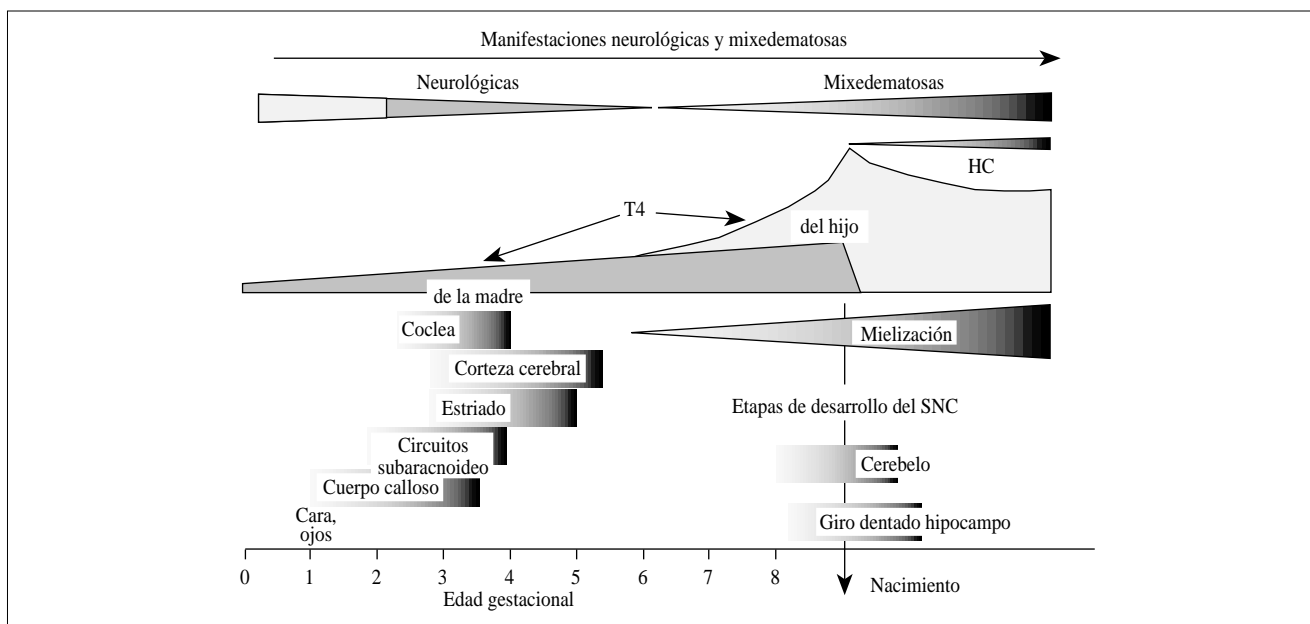 Manifestaciones neurológicas y mixedematosas
Neurológicas
Mixedematosas
HC
T4
del hijo
de la madre
Coclea
Mielización
Corteza cerebral
Estriado
Etapas de desarrollo del SNC
Circuitos
subaracnoideo
Cerebelo
Cuerpo calloso
Cara,
ojos
Giro dentado hipocampo
0 1 2 3 4 5 6 7 8
Edad gestacional
Nacimiento